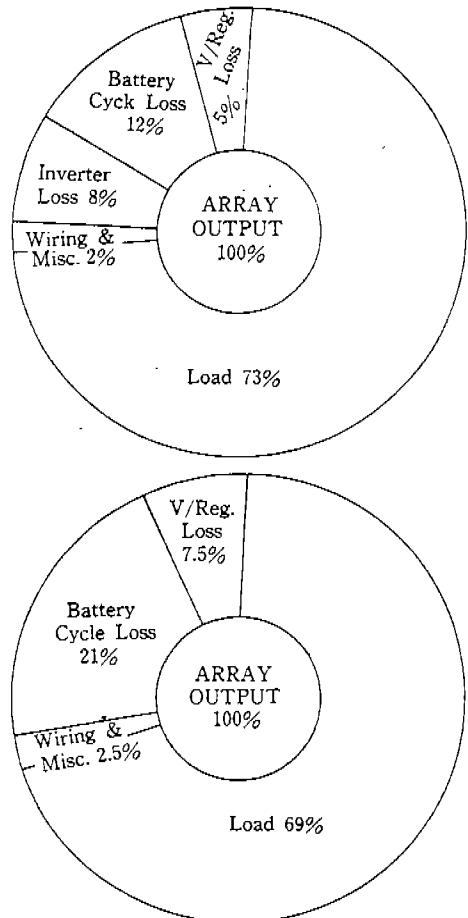 V/Reg.
Loss
5%
Battery
Cyck Loss
12%
Inverter
Loss 8%
Wiring &
Misc. 2%
ARRAY
OUTPUT
100%
Load 73%
V/Reg.
Loss
7.5%
Battery
Cycle Loss
21%
Wiring &
Misc. 2.5%
ARRAY
OUTPUT
100%
Load 69%